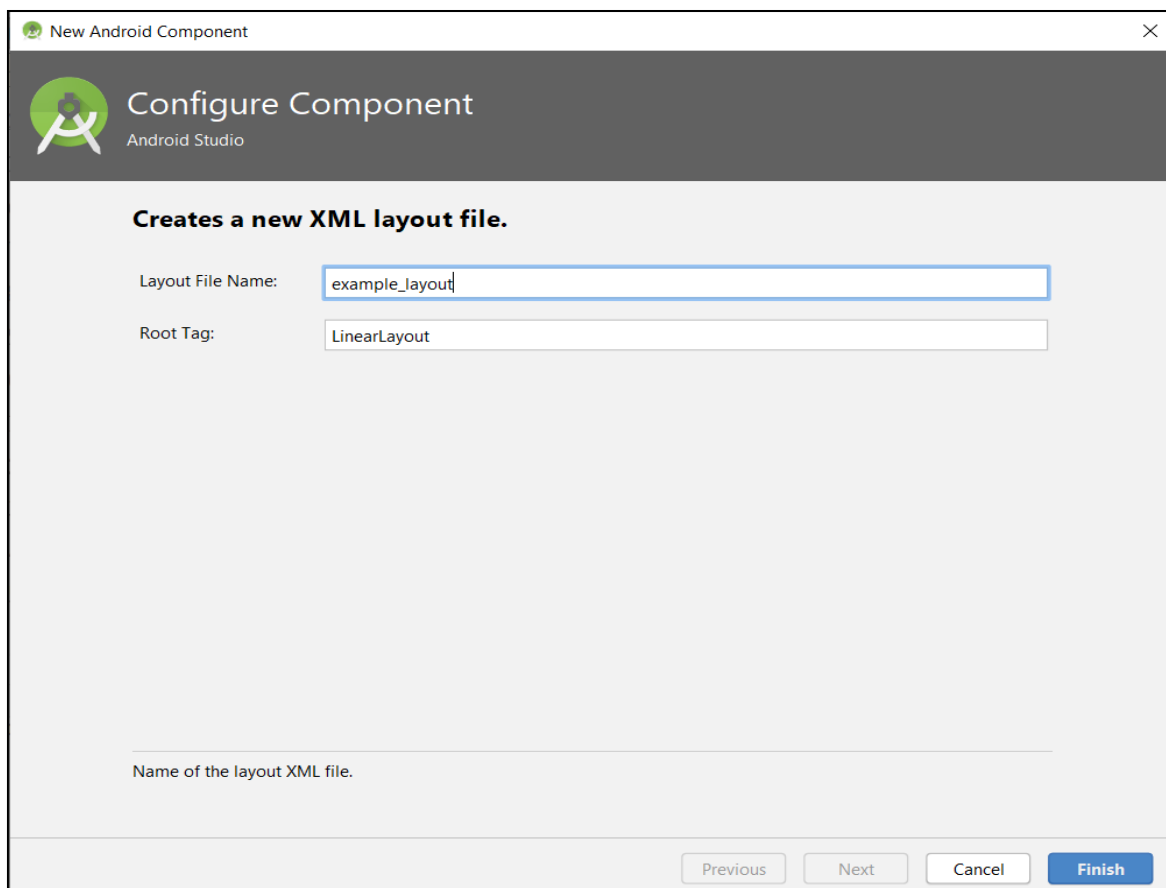 New Android Component
Configure Component
Android Studio
Creates a new XML layout file.
Layout File Name: example_layout
Root Tag: LinearLayout
Name of the layout XML file.
Previous Next Cancel Finish